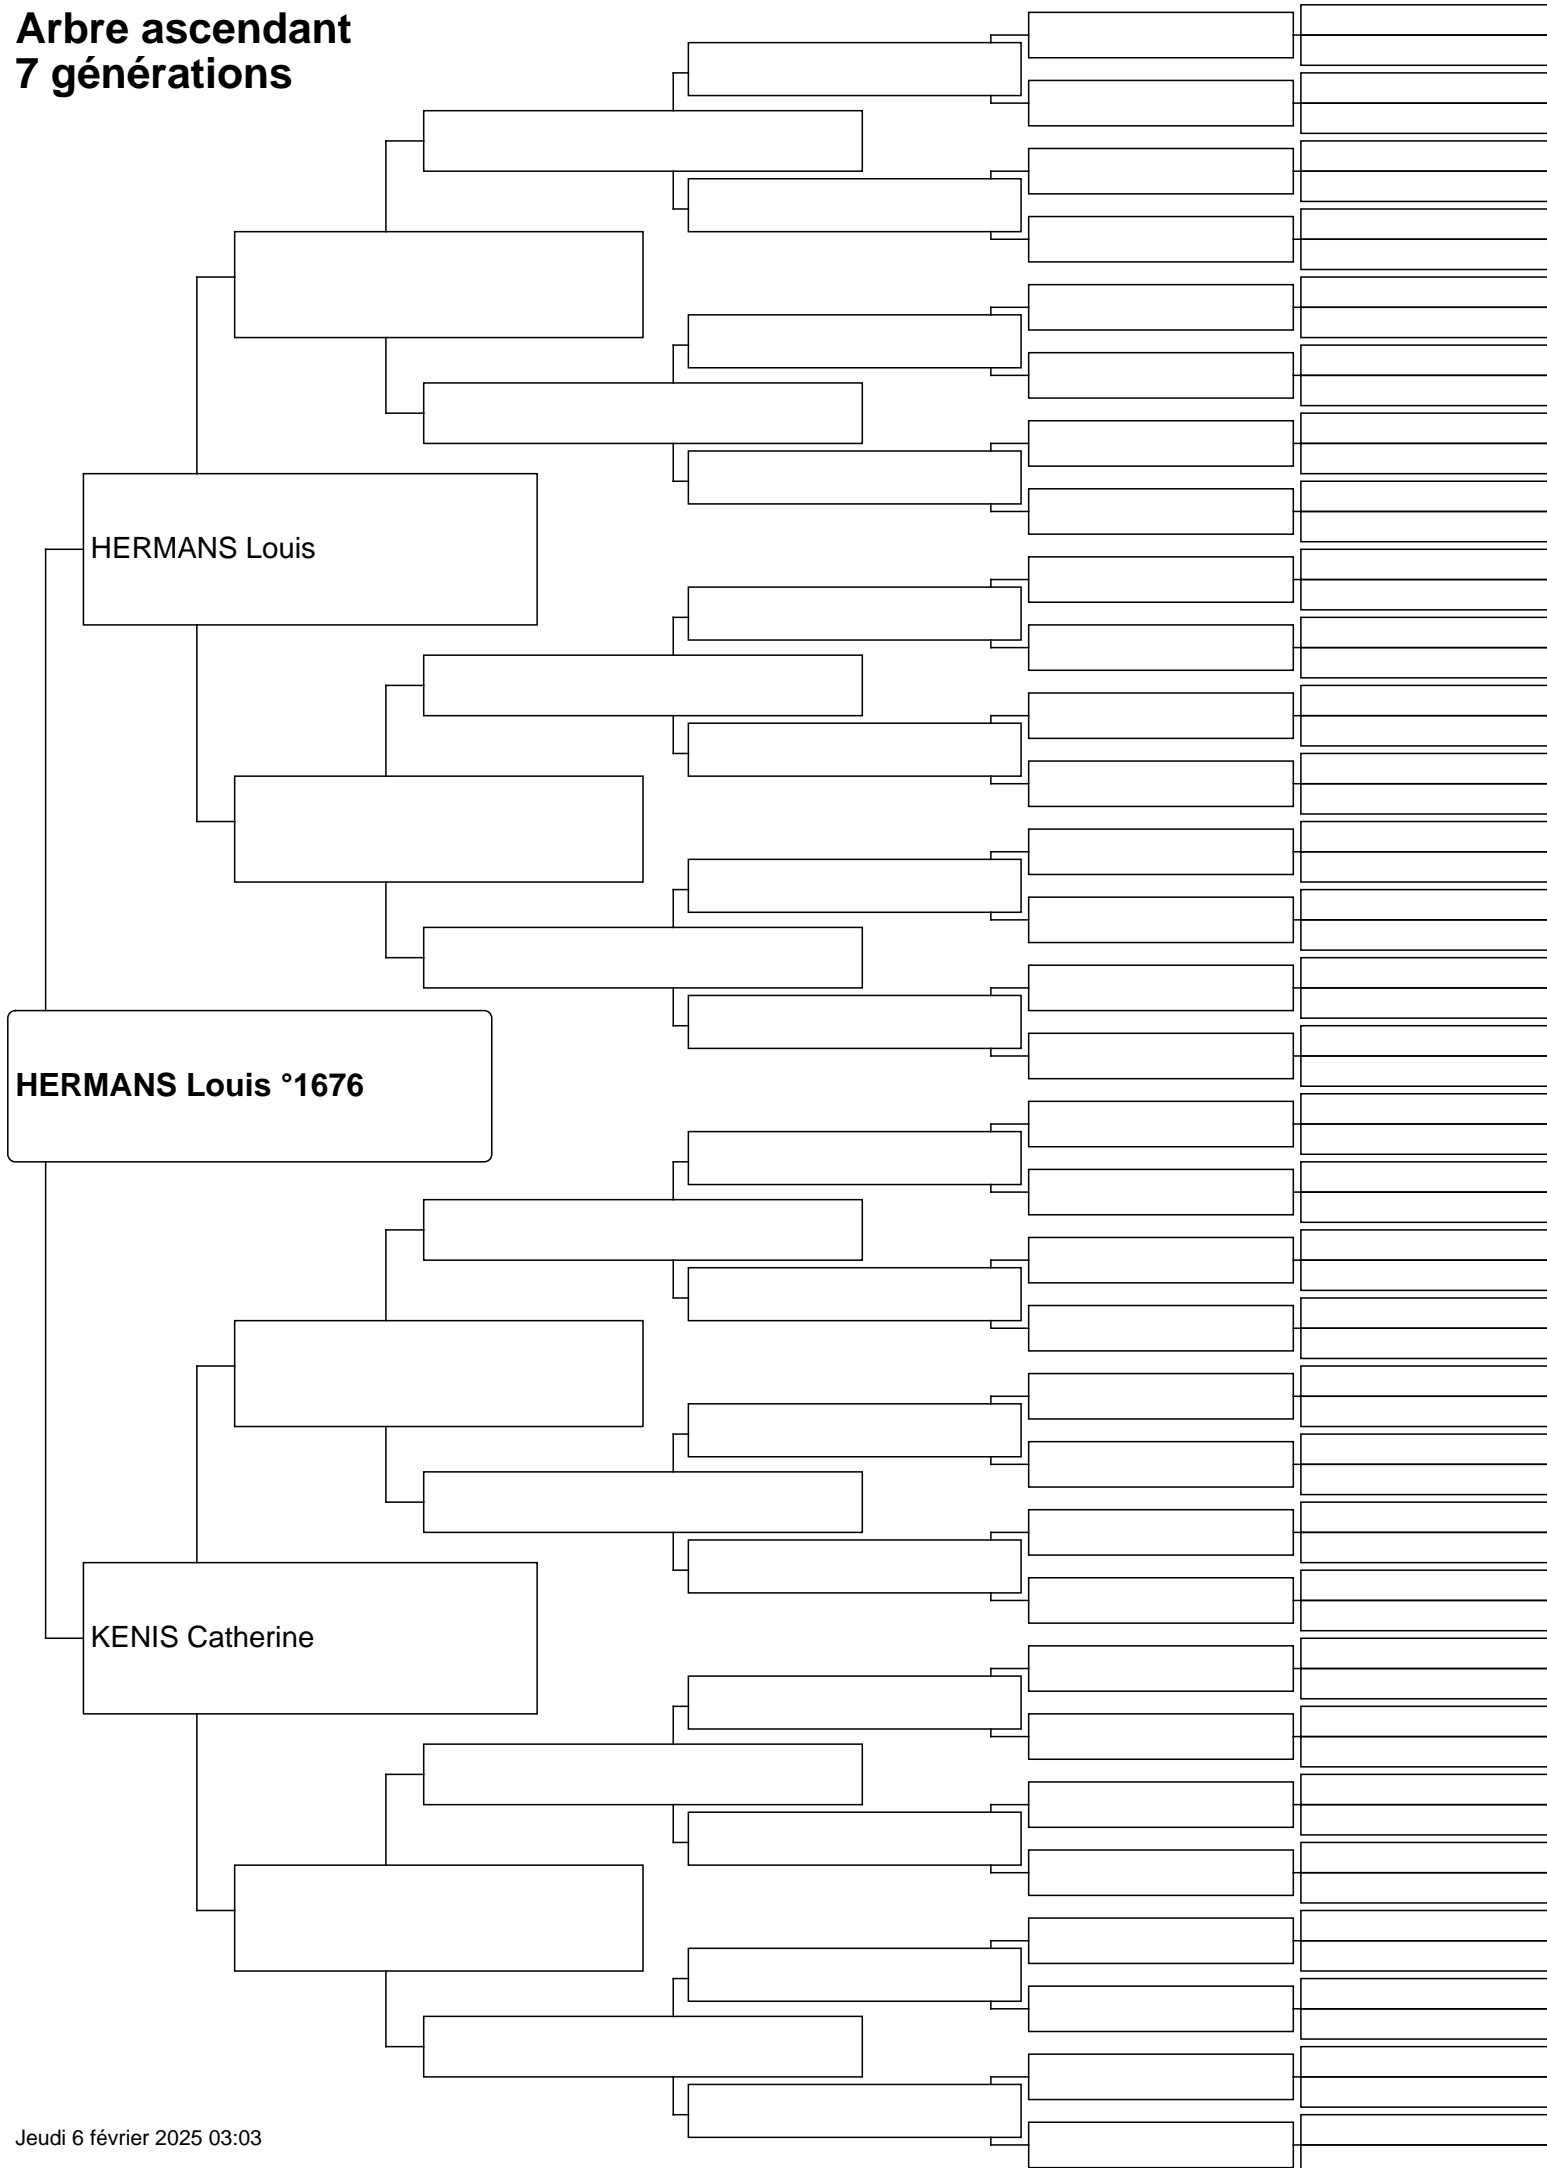 Arbre ascendant
7 générations
HERMANS Louis
HERMANS Louis °1676
KENIS Catherine
Jeudi 6 février 2025 03:03